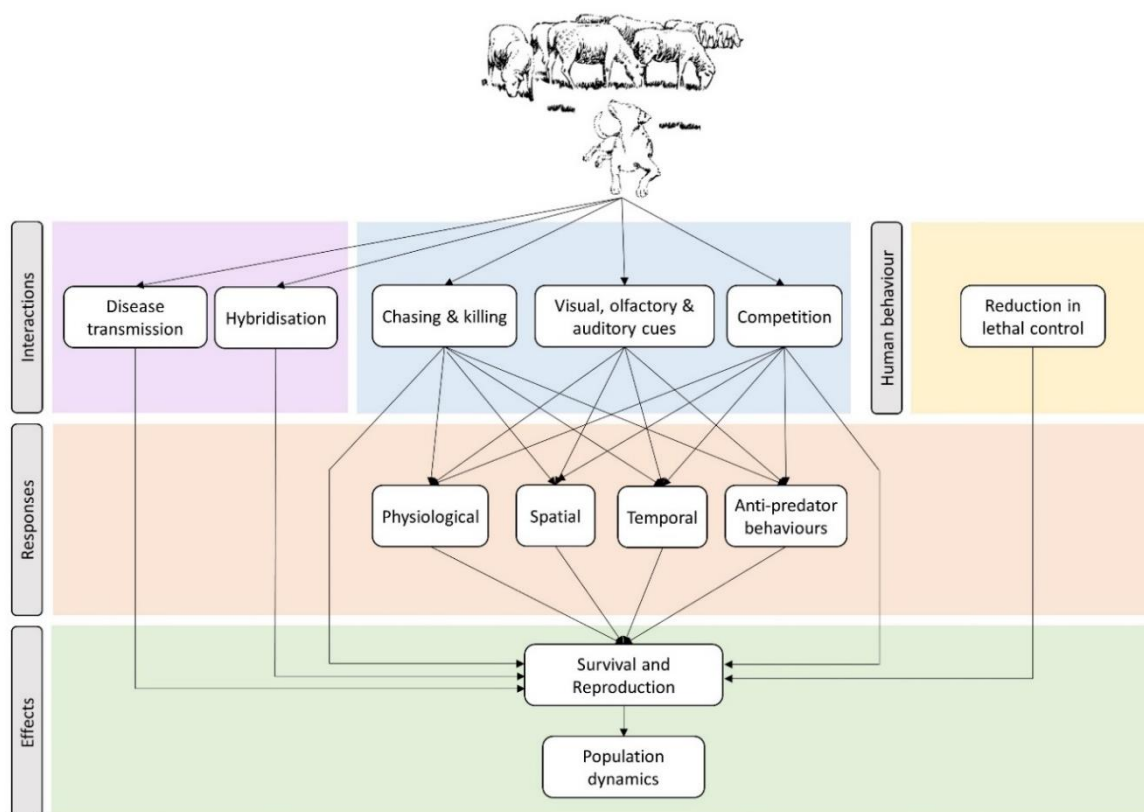 Interactions
Disease
transmission
Hybridisation
Chasing & killing
Visual, olfactory &
auditory cues
Competition
Human behaviour
Reduction in
lethal control
Responses
Physiological
Spatial
Temporal
Anti-predator
behaviours
Effects
Survival and
Reproduction
Population
dynamics